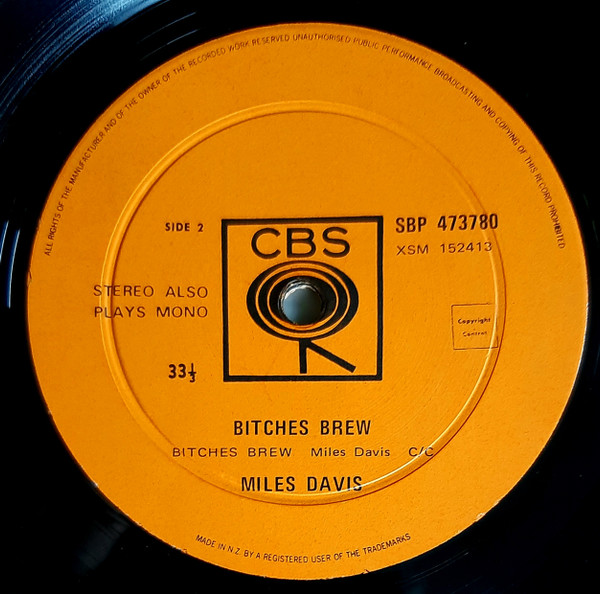 ALL RIGHTS OF THE MANUFACTURER AND OF THE OWNER OF THE RECORDED WORK RESERVED UNAUTHORISED PUBLIC PERFORMANCE BROADCASTING AND COPYING OF THIS RECORD PROHIBITED
SIDE 2
CBS
SBP 473780
XSM 152413
STEREO ALSO
PLAYS MONO
Copyright
Control
33⅓
BITCHES BREW
BITCHES BREW Miles Davis C/C
MILES DAVIS
MADE IN N.Z. BY A REGISTERED USER OF THE TRADEMARKS